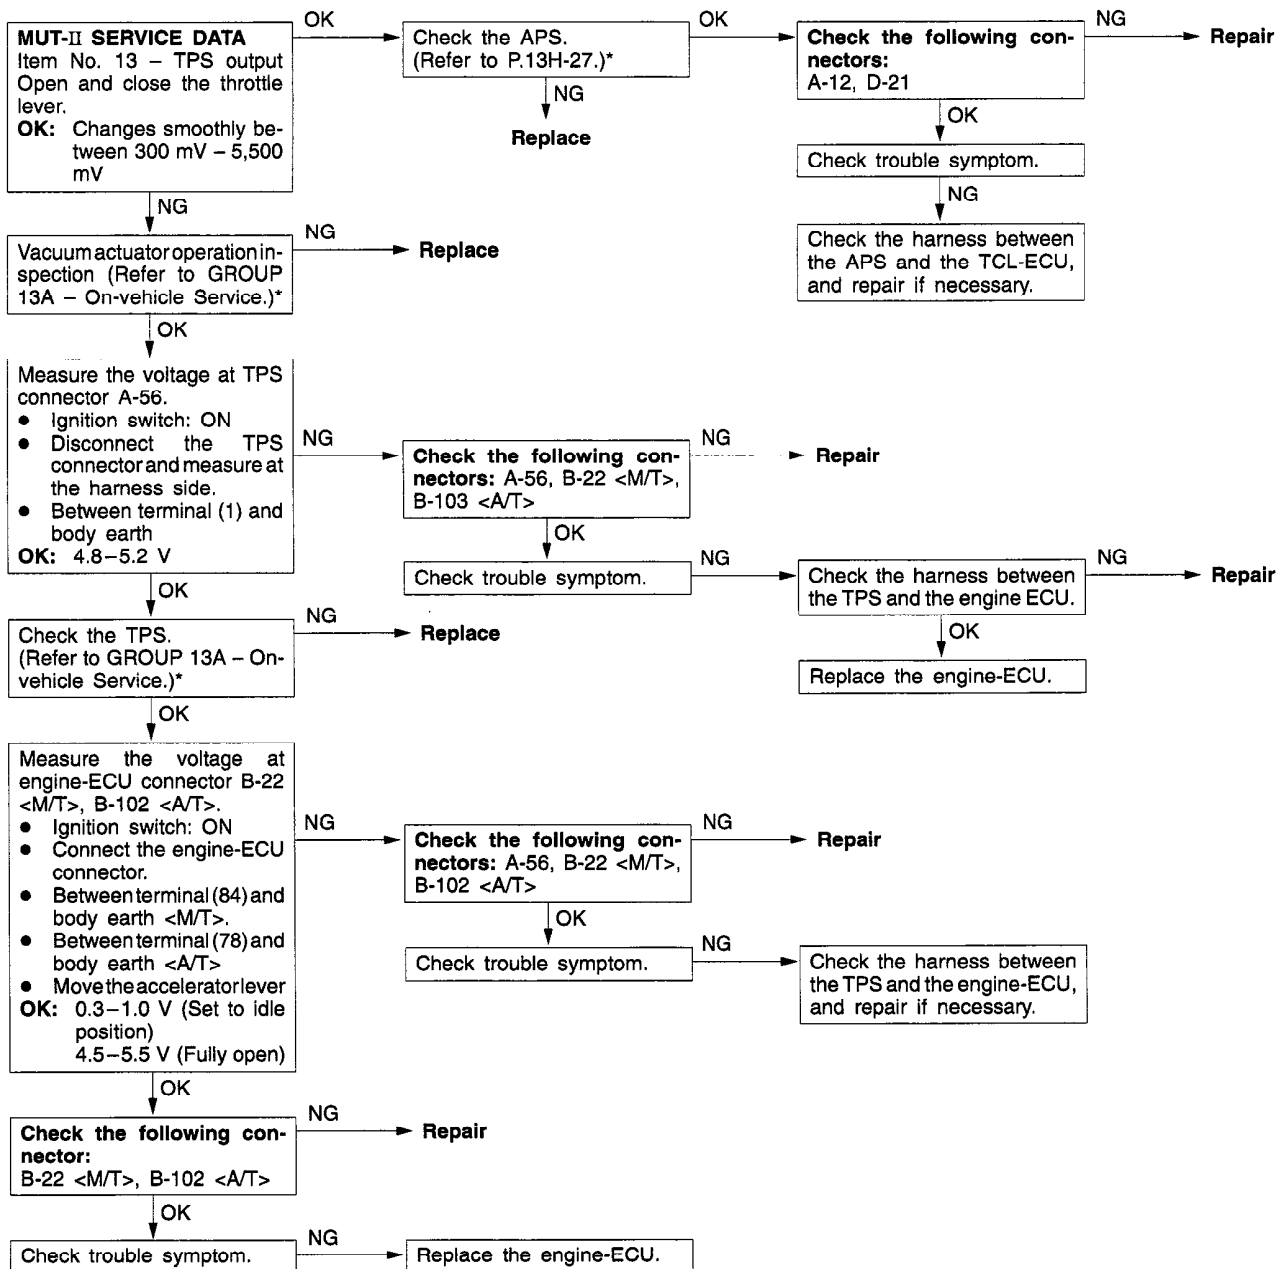 OK
OK
NG
MUT-II SERVICE DATA
Item No. 13 – TPS output
Open and close the throttle
lever.
OK: Changes smoothly be-
tween 300 mV – 5,500
mV
Check the APS.
(Refer to P.13H-27.)*
Check the following con-
nectors:
A-12, D-21
Repair
NG
Replace
OK
Check trouble symptom.
NG
Check the harness between
the APS and the TCL-ECU,
and repair if necessary.
NG
Vacuum actuator operation in-
spection (Refer to GROUP
13A – On-vehicle Service.)*
NG
Replace
OK
Measure the voltage at TPS
connector A-56.
● Ignition switch: ON
● Disconnect the TPS
connector and measure at
the harness side.
● Between terminal (1) and
body earth
OK: 4.8–5.2 V
NG
Check the following con-
nectors: A-56, B-22 <M/T>,
B-103 <A/T>
NG
Repair
OK
Check trouble symptom.
NG
Check the harness between
the TPS and the engine ECU.
NG
Repair
OK
Replace the engine-ECU.
OK
Check the TPS.
(Refer to GROUP 13A – On-
vehicle Service.)*
NG
Replace
OK
Measure the voltage at
engine-ECU connector B-22
<M/T>, B-102 <A/T>.
● Ignition switch: ON
● Connect the engine-ECU
connector.
● Between terminal (84) and
body earth <M/T>.
● Between terminal (78) and
body earth <A/T>
● Move the accelerator lever
OK: 0.3–1.0 V (Set to idle
position)
4.5–5.5 V (Fully open)
NG
Check the following con-
nectors: A-56, B-22 <M/T>,
B-102 <A/T>
NG
Repair
OK
Check trouble symptom.
NG
Check the harness between
the TPS and the engine-ECU,
and repair if necessary.
OK
Check the following con-
nector:
B-22 <M/T>, B-102 <A/T>
NG
Repair
OK
Check trouble symptom.
NG
Replace the engine-ECU.